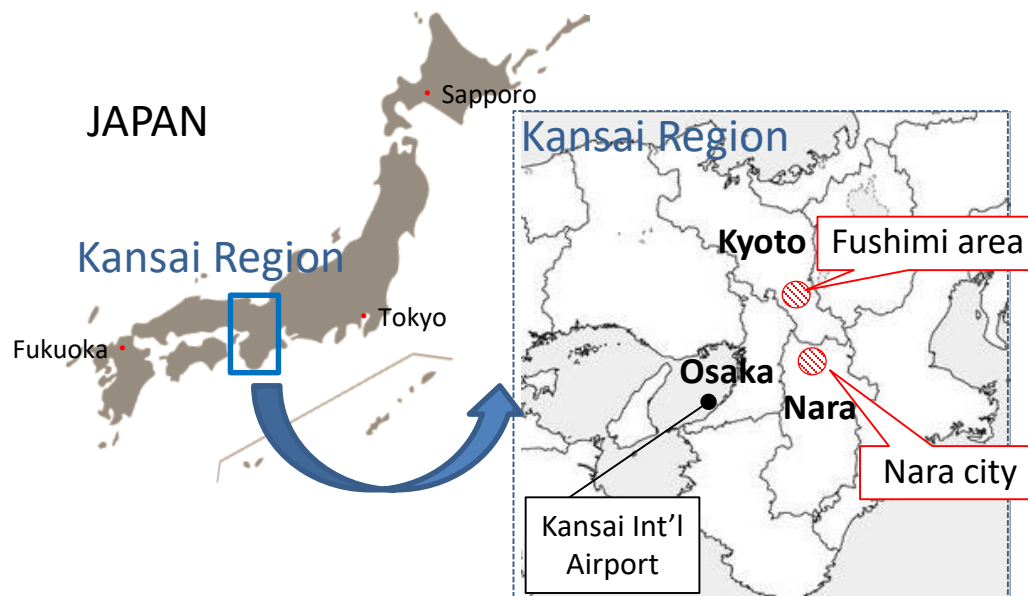 JAPAN
Sapporo
Kansai Region
Tokyo
Fukuoka
Kansai Region
Kyoto
Fushimi area
Osaka
Nara
Nara city
Kansai Int’l
Airport